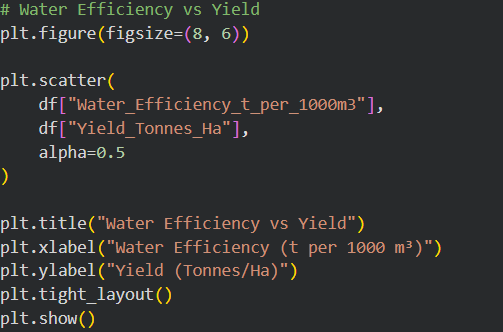 # Water Efficiency vs Yield
plt.figure(figsize=(8, 6))
plt.scatter(
    df["Water_Efficiency_t_per_1000m3"],
    df["Yield_Tonnes_Ha"],
    alpha=0.5
)
plt.title("Water Efficiency vs Yield")
plt.xlabel("Water Efficiency (t per 1000 m³)")
plt.ylabel("Yield (Tonnes/Ha)")
plt.tight_layout()
plt.show()